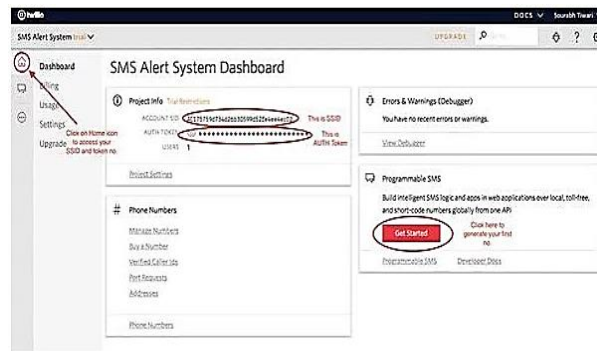 twilio
DOCS
Sourabh Tiwari
SMS Alert System trial
UPGRADE
Dashboard
Billing
Usage
Settings
Upgrade
Click on Home icon
to access your
SSID and token no.
SMS Alert System Dashboard
Project Info Trial Restrictions
ACCOUNT SID
This is SSID
AUTH TOKEN
This is
AUTH Token
USERS 1
Project Settings
Phone Numbers
Manage Numbers
Buy a Number
Verified Caller Ids
Port Requests
Addresses
Phone Numbers
Errors & Warnings (Debugger)
You have no recent errors or warnings.
View Debugger
Programmable SMS
Build intelligent SMS logic and apps in web applications over local, toll-free,
and short-code numbers globally from one API
Get Started
Click here to
generate your first
no.
Programmable SMS
Developer Docs